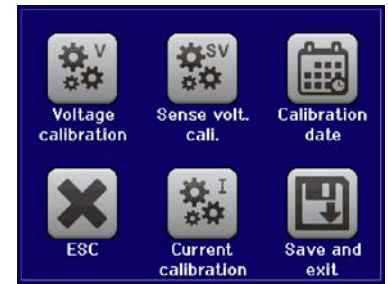 V
SV
Voltage
calibration
Sense volt.
cali.
Calibration
date
I
ESC
Current
calibration
Save and
exit